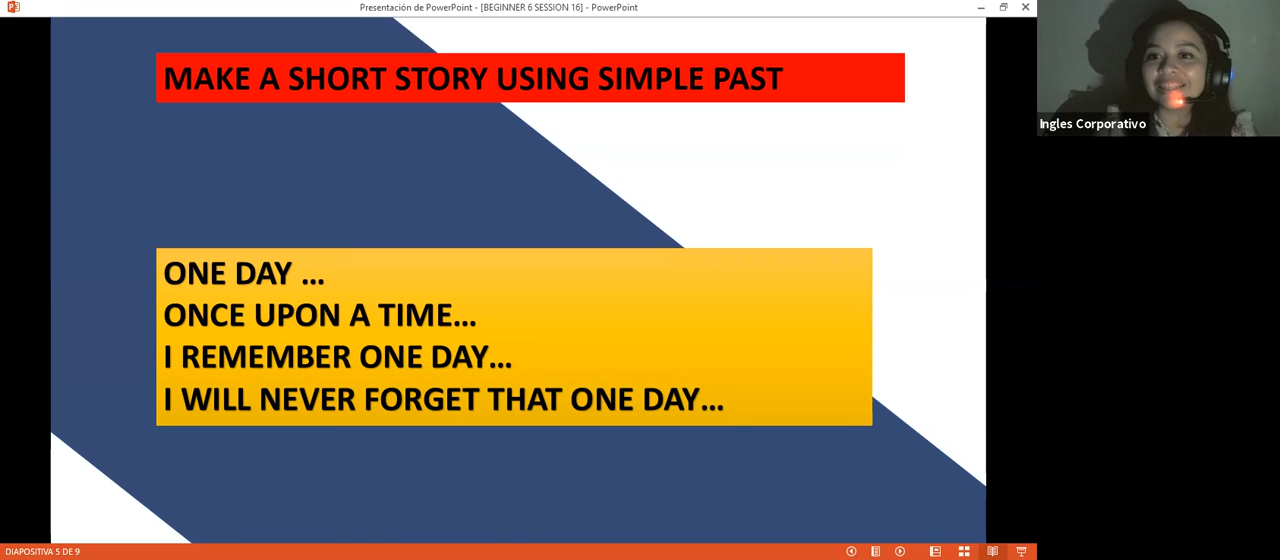 Presentación de PowerPoint - [BEGINNER 6 SESSION 16] - PowerPoint
MAKE A SHORT STORY USING SIMPLE PAST
ONE DAY ...
ONCE UPON A TIME...
I REMEMBER ONE DAY...
I WILL NEVER FORGET THAT ONE DAY...
Ingles Corporativo
DIAPOSITIVA 5 DE 9